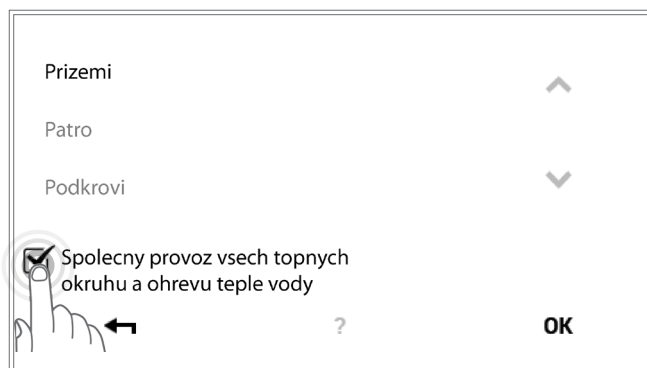 Prizemi
Patro
Podkrovi
Spolecny provoz vsech topnych
okruhu a ohrevu teple vody
?
OK